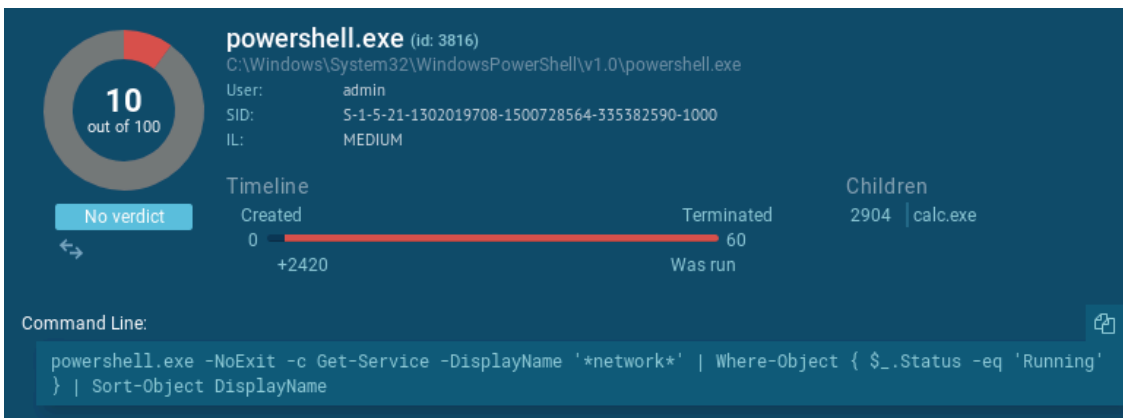 powershell.exe (id: 3816)
C:\Windows\System32\WindowsPowerShell\v1.0\powershell.exe
User: admin
SID: S-1-5-21-1302019708-1500728564-335382590-1000
IL: MEDIUM
10
out of 100
No verdict
Timeline
Created Terminated
0 60
+2420 Was run
Children
2904 calc.exe
Command Line:
powershell.exe -NoExit -c Get-Service -DisplayName '*network*' | Where-Object { $_.Status -eq 'Running'
} | Sort-Object DisplayName